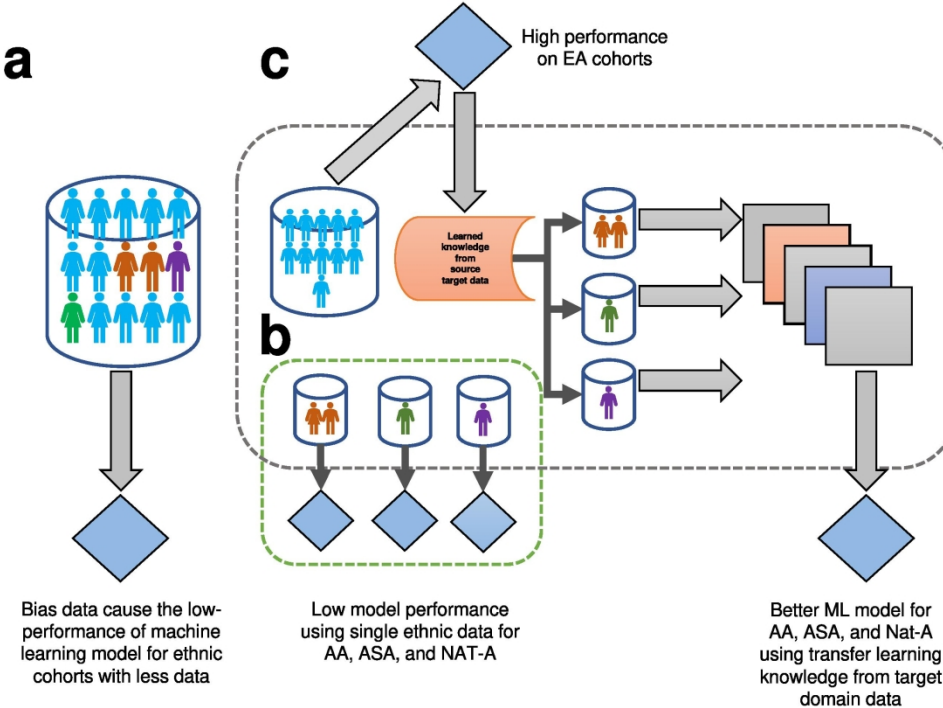 a
c
High performance
on EA cohorts
Learned
knowledge
from
source
target data
b
Bias data cause the low-
performance of machine
learning model for ethnic
cohorts with less data
Low model performance
using single ethnic data for
AA, ASA, and NAT-A
Better ML model for
AA, ASA, and Nat-A
using transfer learning
knowledge from target
domain data